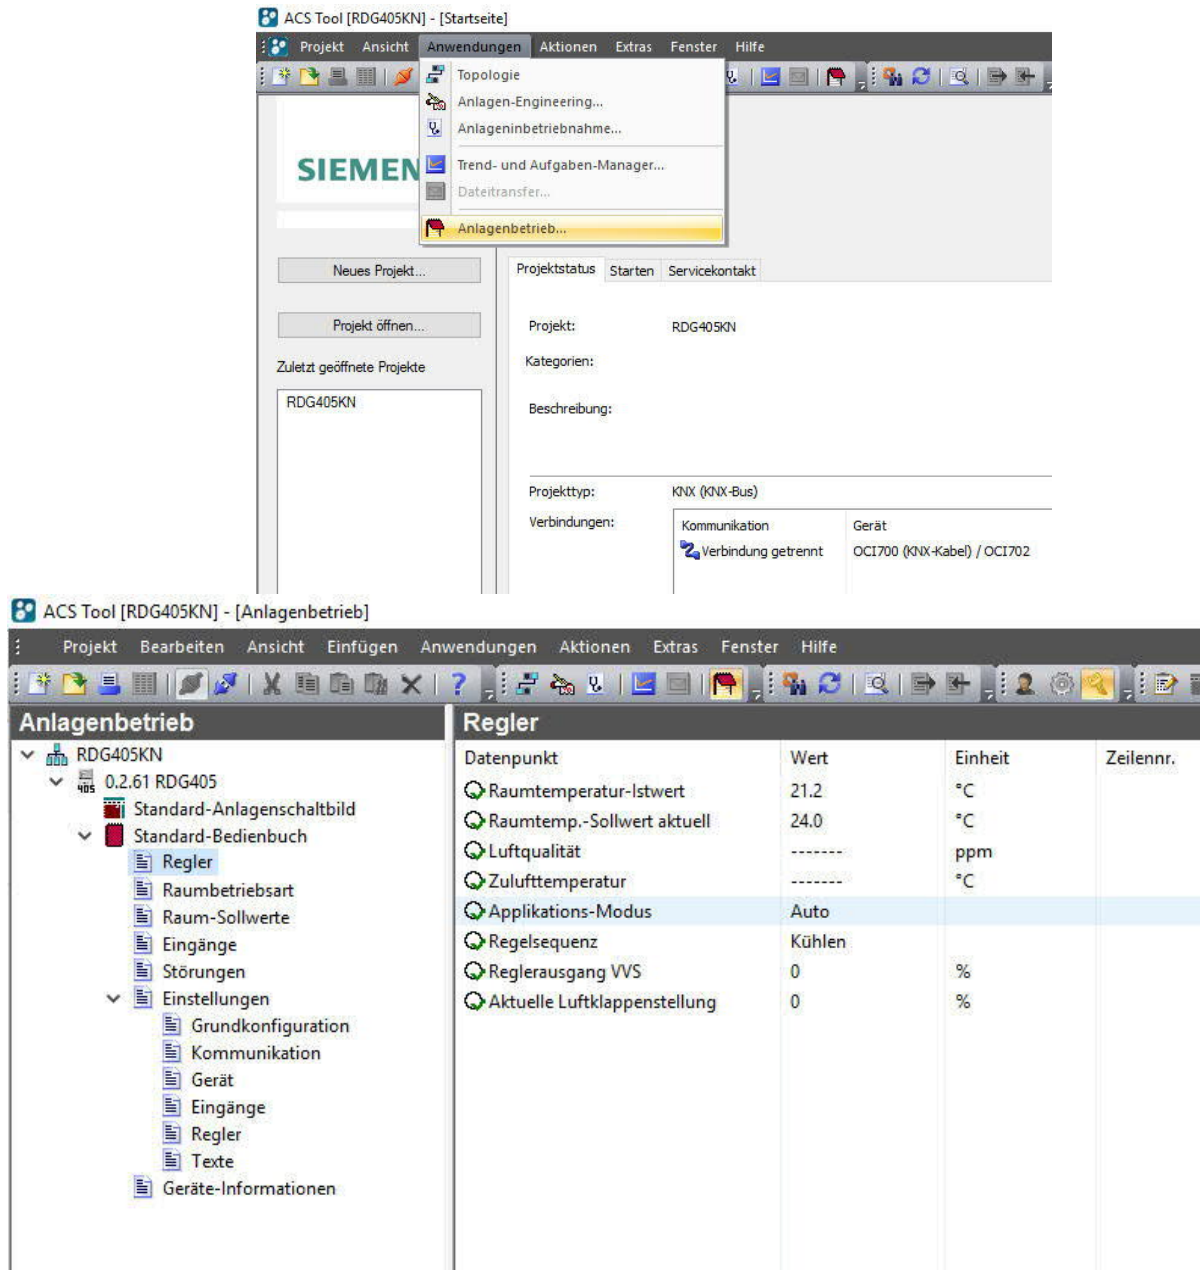 ACS Tool [RDG405KN] - [Startseite]
Projekt Ansicht Anwendungen Aktionen Extras Fenster Hilfe
Topologie
Anlagen-Engineering...
Anlageninbetriebnahme...
Trend- und Aufgaben-Manager...
Dateitransfer...
Anlagenbetrieb...
SIEMEN
Neues Projekt...
Projekt öffnen...
Zuletzt geöffnete Projekte
RDG405KN
Projektstatus Starten Servicekontakt
Projekt: RDG405KN
Kategorien:
Beschreibung:
Projekttyp: KNX (KNX-Bus)
Verbindungen: Kommunikation Gerät
Verbindung getrennt OCI700 (KNX-Kabel) / OCI702
ACS Tool [RDG405KN] - [Anlagenbetrieb]
Projekt Bearbeiten Ansicht Einfügen Anwendungen Aktionen Extras Fenster Hilfe
Anlagenbetrieb
RDG405KN
405 0.2.61 RDG405
Standard-Anlagenschaltbild
Standard-Bedienbuch
Regler
Raumbetriebsart
Raum-Sollwerte
Eingänge
Störungen
Einstellungen
Grundkonfiguration
Kommunikation
Gerät
Eingänge
Regler
Texte
Geräte-Informationen
Regler
Datenpunkt Wert Einheit Zeilennr.
Raumtemperatur-Istwert 21.2 °C
Raumtemp.-Sollwert aktuell 24.0 °C
Luftqualität ------- ppm
Zulufttemperatur ------- °C
Applikations-Modus Auto
Regelsequenz Kühlen
Reglerausgang VVS 0 %
Aktuelle Luftklappenstellung 0 %